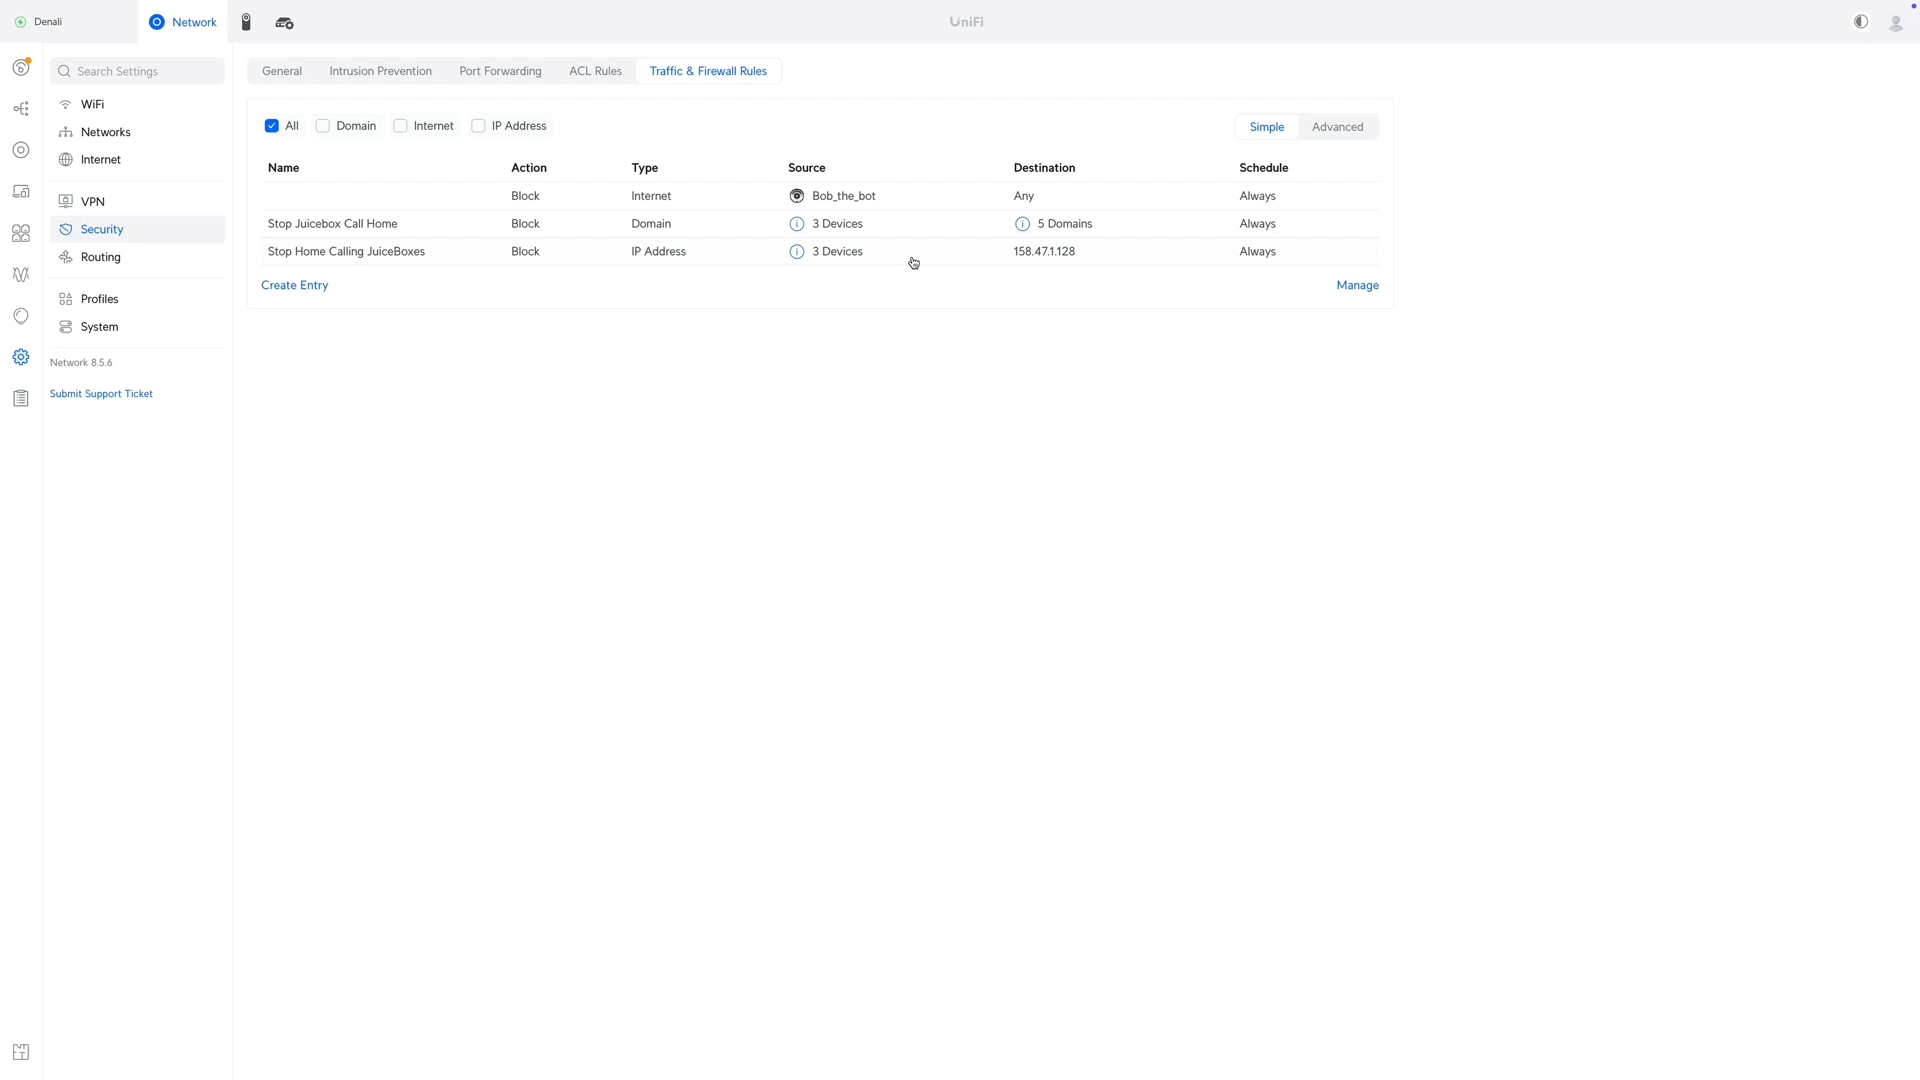 Denali
Network
UniFi
Search Settings
WiFi
Networks
Internet
VPN
Security
Routing
Profiles
System
Network 8.5.6
Submit Support Ticket
General Intrusion Prevention Port Forwarding ACL Rules Traffic & Firewall Rules
All Domain Internet IP Address Simple Advanced
Name Action Type Source Destination Schedule
Block Internet Bob_the_bot Any Always
Stop Juicebox Call Home Block Domain 3 Devices 5 Domains Always
Stop Home Calling JuiceBoxes Block IP Address 3 Devices 158.47.1.128 Always
Create Entry Manage